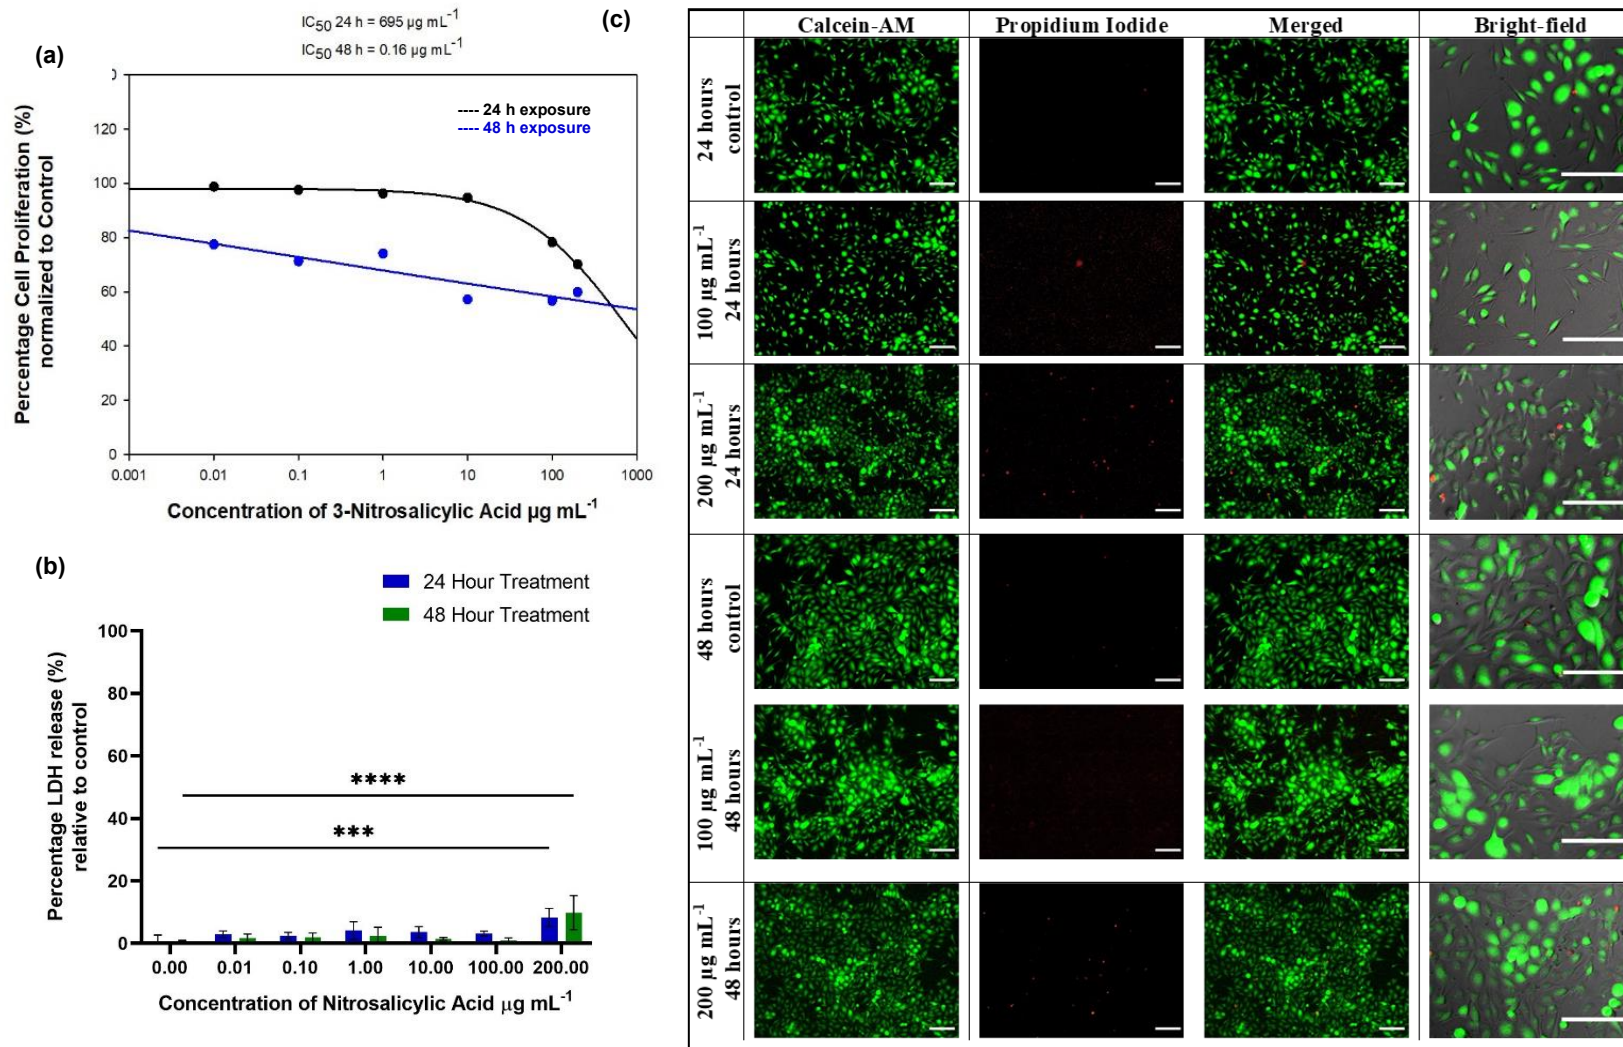 IC50 24 h = 695 µg mL-1
IC50 48 h = 0.16 µg mL-1
(a)
---- 24 h exposure
---- 48 h exposure
120
100
80
60
40
20
0
0.001 0.01 0.1 1 10 100 1000
Percentage Cell Proliferation (%)
normalized to Control
Concentration of 3-Nitrosalicylic Acid µg mL-1
(b)
24 Hour Treatment
48 Hour Treatment
100
80
60
40
20
0
****
***
0.00 0.01 0.10 1.00 10.00 100.00 200.00
Percentage LDH release (%)
relative to control
Concentration of Nitrosalicylic Acid µg mL-1
(c)
Calcein-AM Propidium Iodide Merged Bright-field
24 hours
control
100 µg mL-1
24 hours
200 µg mL-1
24 hours
48 hours
control
100 µg mL-1
48 hours
200 µg mL-1
48 hours